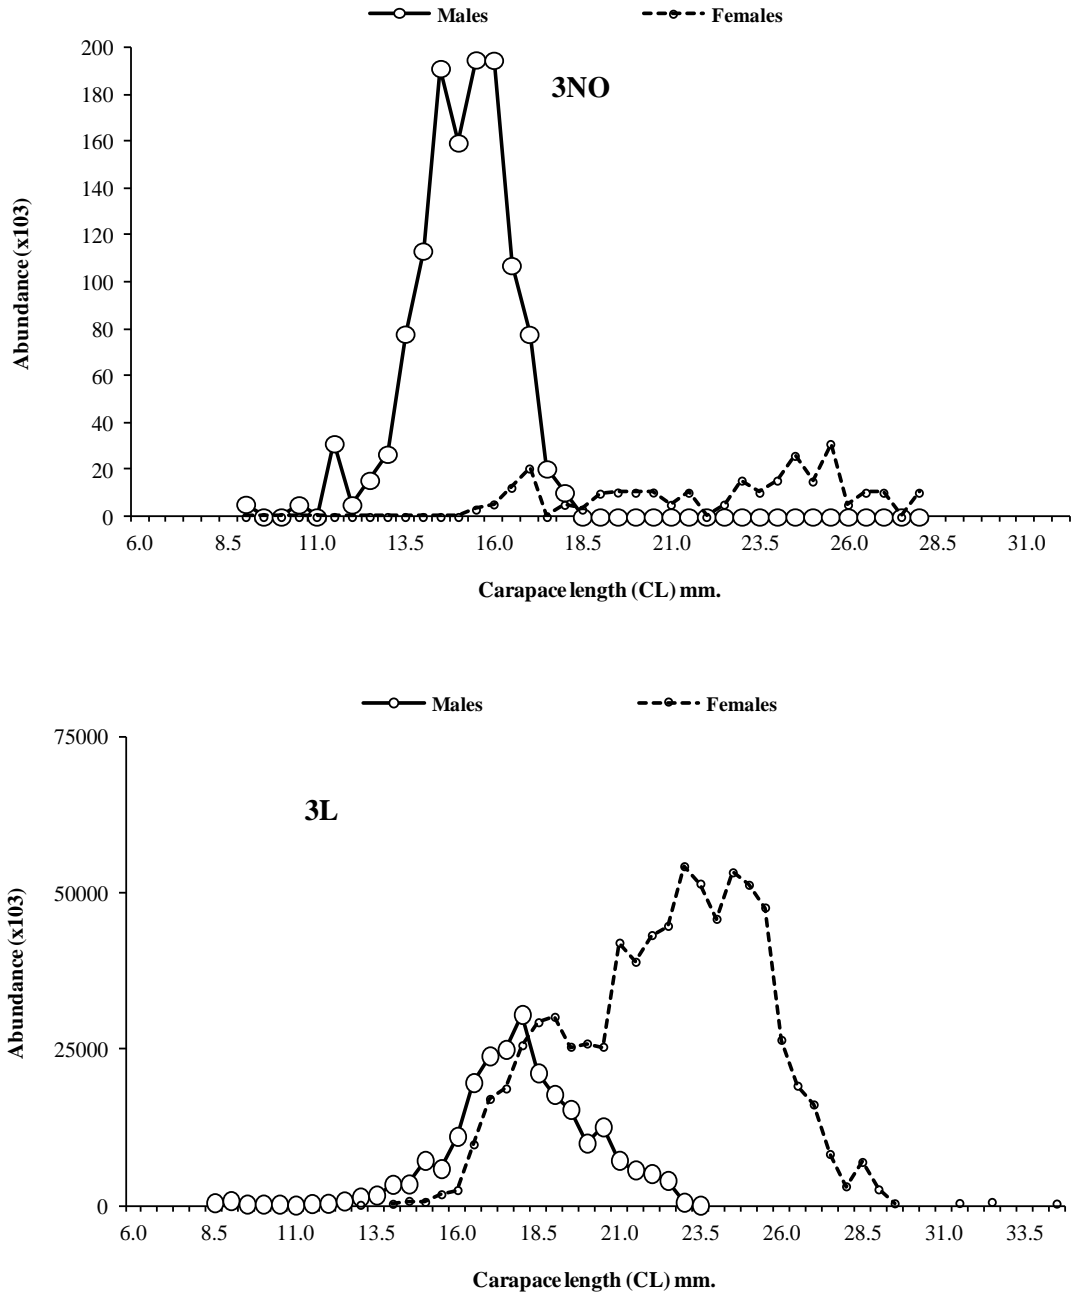 Males Females
200
180
160
140
120
100
80
60
40
20
0
3NO
Abundance (x103)
6.0 8.5 11.0 13.5 16.0 18.5 21.0 23.5 26.0 28.5 31.0
Carapace length (CL) mm.
Males Females
75000
50000
25000
0
3L
Abundance (x103)
6.0 8.5 11.0 13.5 16.0 18.5 21.0 23.5 26.0 28.5 31.0 33.5
Carapace length (CL) mm.